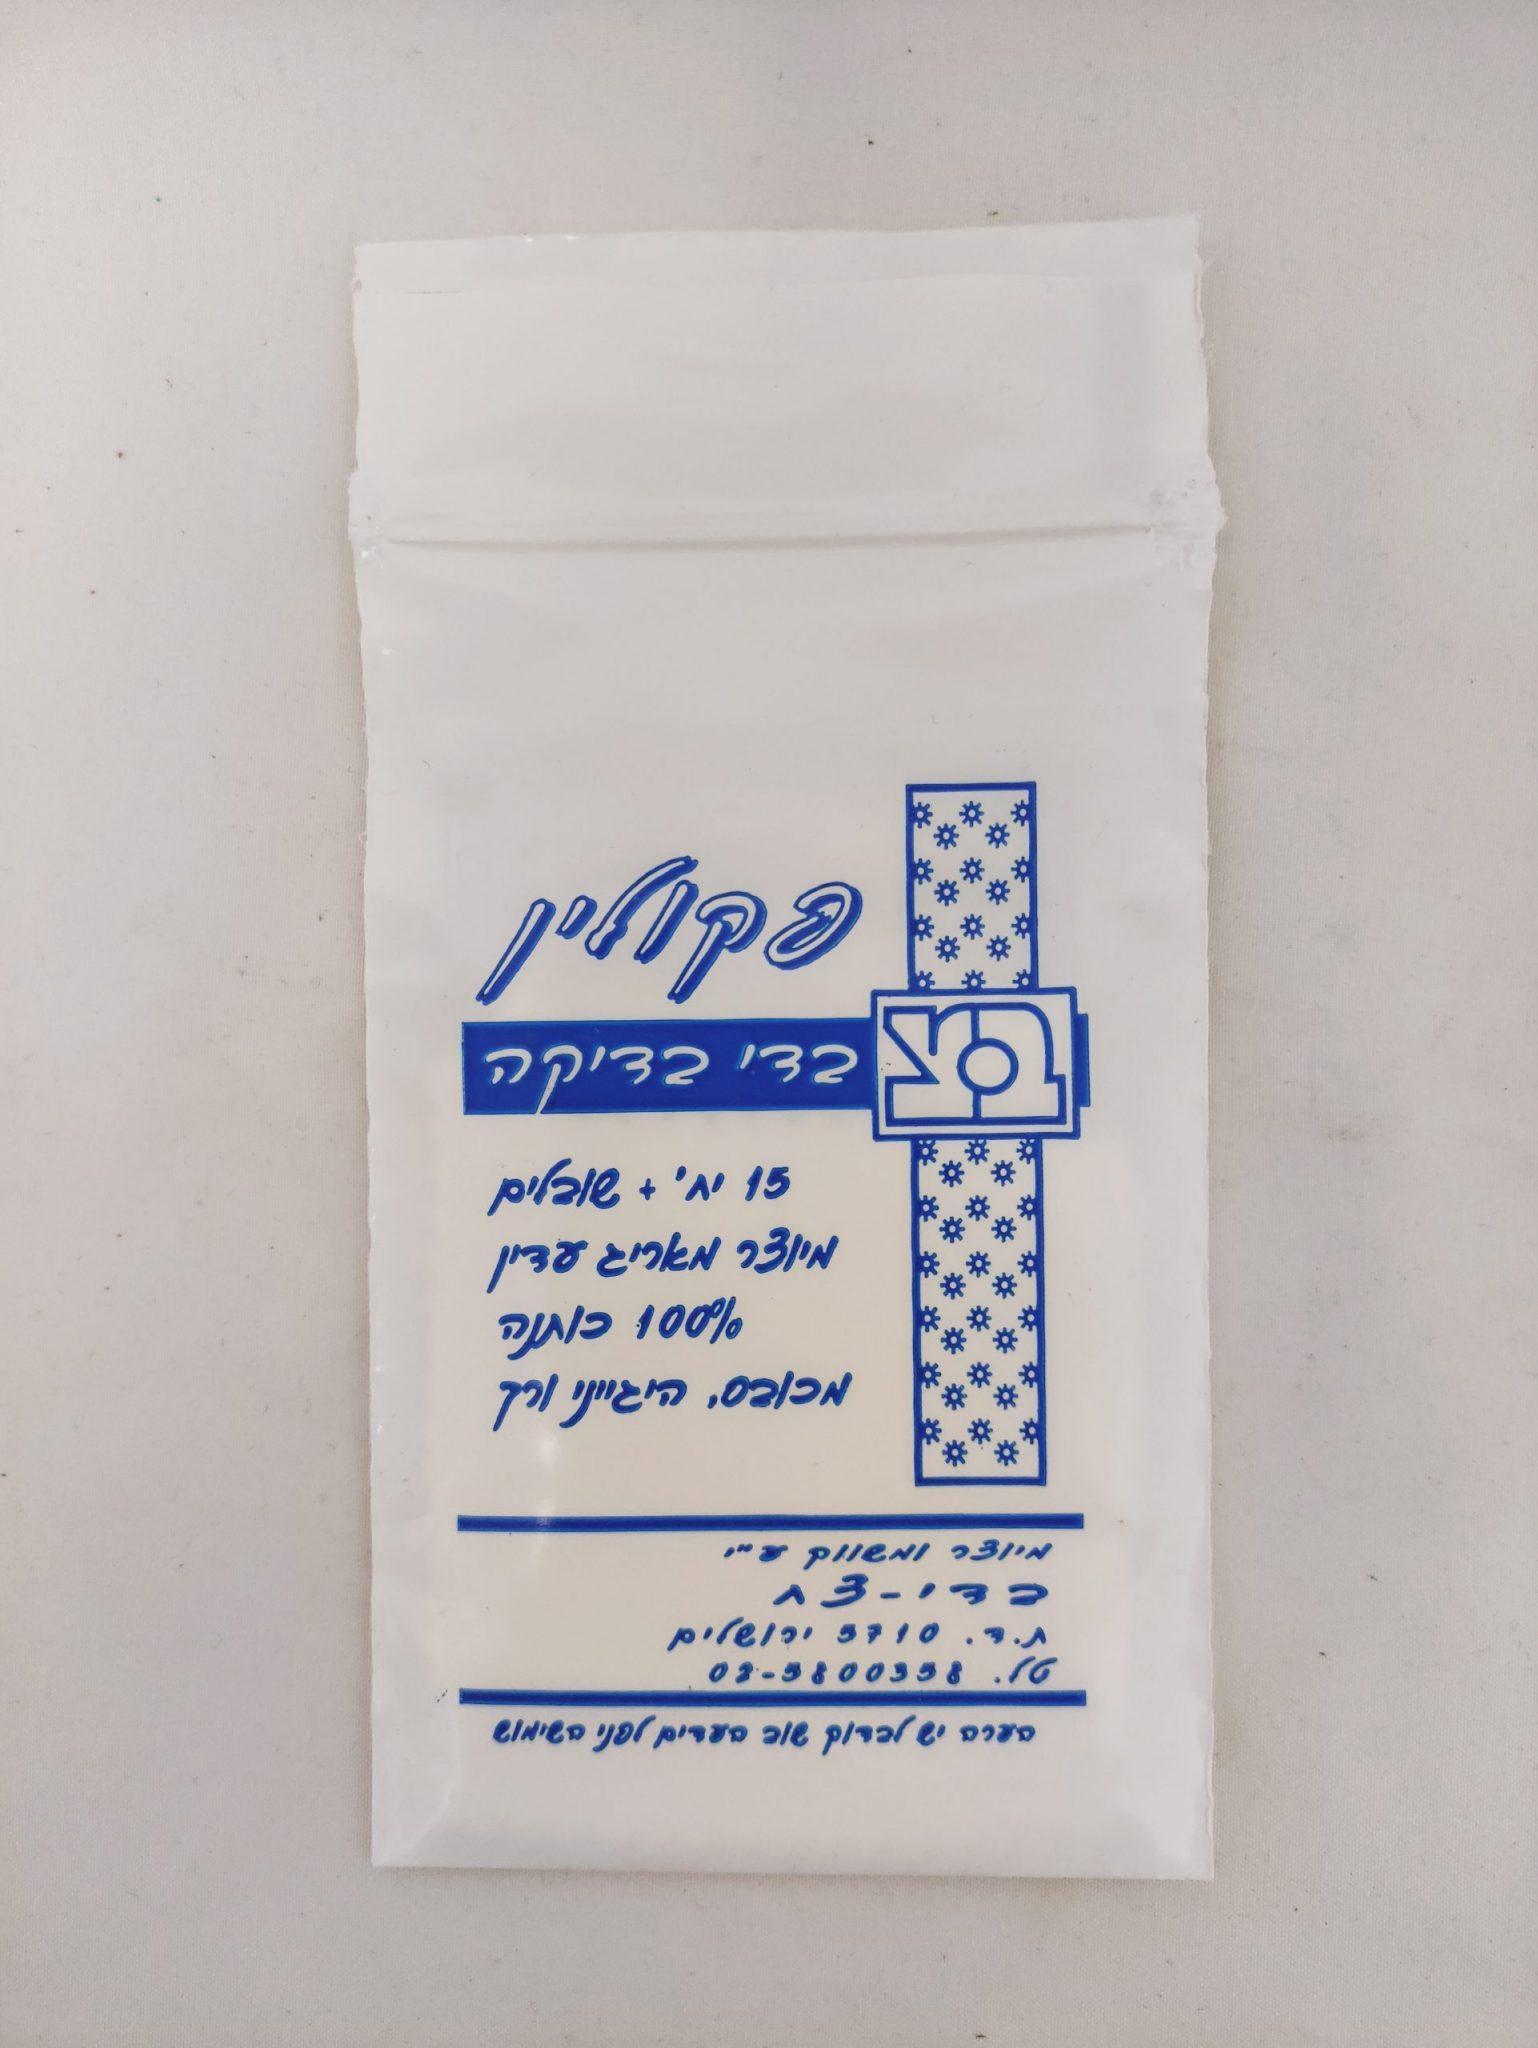 פקולין
בדי בדיקה
15 יח' + שובלים
מיוצר מאריג עדין
100% כותנה
מכובס, היגייני ורך
מיוצר ומשווק ע"י
בדי-צח
ת.ד. 5710 ירושלים
טל. 02-5800358
הערה יש לבדוק שוב העדים לפני השימוש